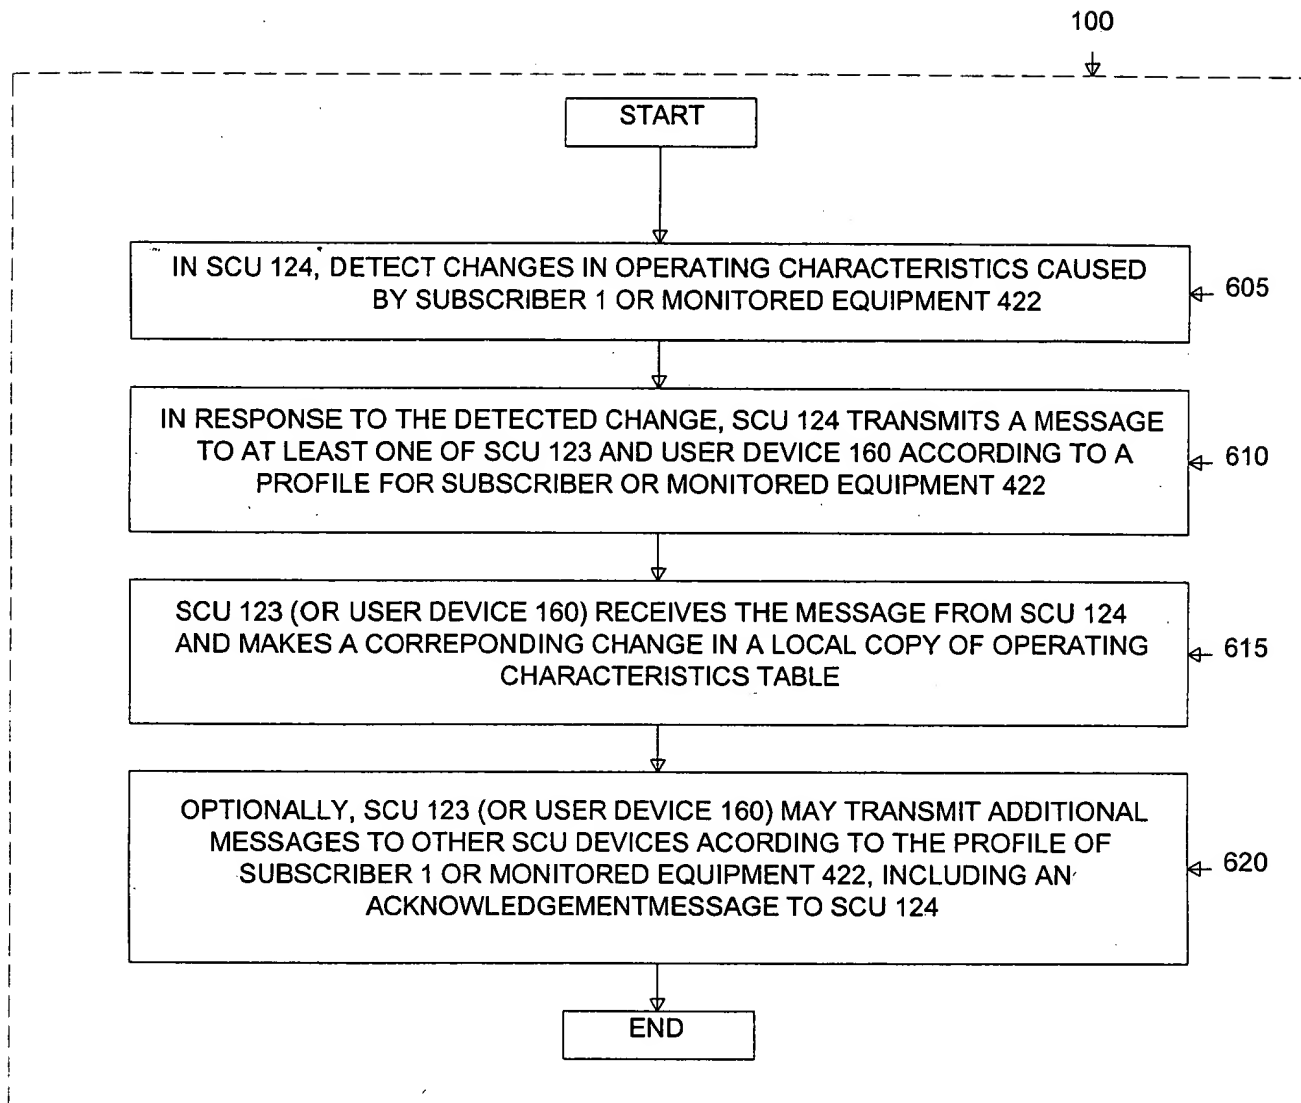 100
START
IN SCU 124, DETECT CHANGES IN OPERATING CHARACTERISTICS CAUSED
BY SUBSCRIBER 1 OR MONITORED EQUIPMENT 422
605
IN RESPONSE TO THE DETECTED CHANGE, SCU 124 TRANSMITS A MESSAGE
TO AT LEAST ONE OF SCU 123 AND USER DEVICE 160 ACCORDING TO A
PROFILE FOR SUBSCRIBER OR MONITORED EQUIPMENT 422
610
SCU 123 (OR USER DEVICE 160) RECEIVES THE MESSAGE FROM SCU 124
AND MAKES A CORREPONDING CHANGE IN A LOCAL COPY OF OPERATING
CHARACTERISTICS TABLE
615
OPTIONALLY, SCU 123 (OR USER DEVICE 160) MAY TRANSMIT ADDITIONAL
MESSAGES TO OTHER SCU DEVICES ACORDING TO THE PROFILE OF
SUBSCRIBER 1 OR MONITORED EQUIPMENT 422, INCLUDING AN
ACKNOWLEDGEMENTMESSAGE TO SCU 124
620
END